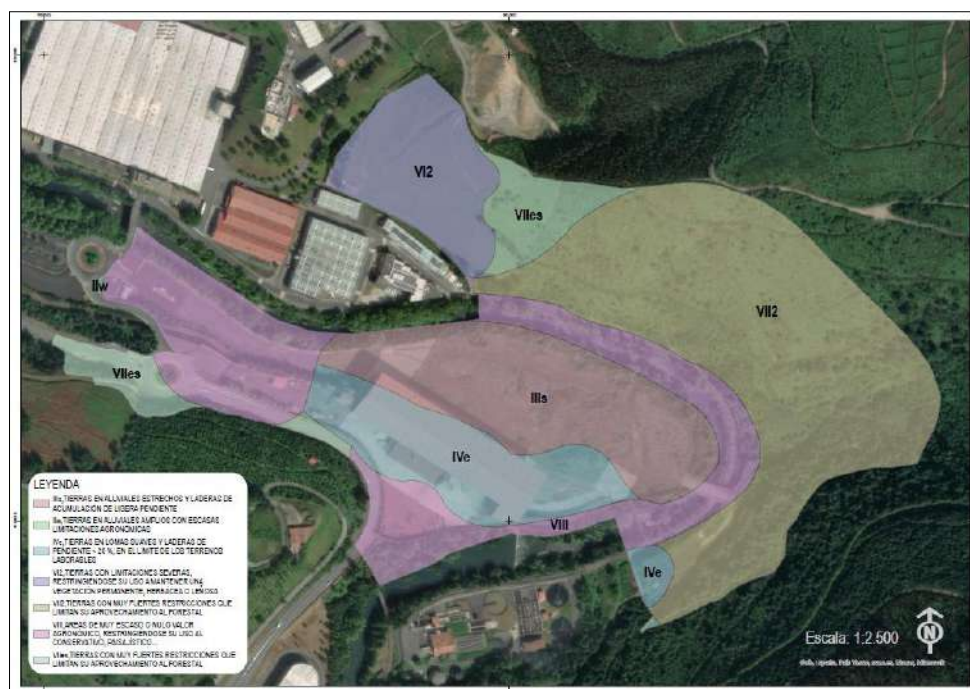 VI2
VIIes
IIw
VII2
VIIes
IIIs
IVe
VIII
IVe
LEYENDA
TIERRAS EN ALUVIALES ESTRECHOS Y LADERAS DE
ACUMULACIÓN DE LIGERA PENDIENTE
TIERRAS EN ALUVIALES AMPLIOS CON ESCASAS
LIMITACIONES AGRONÓMICAS
TIERRAS EN LOMAS SUAVES Y LADERAS DE
PENDIENTE 20 %, EN EL LIMITE DE LOS TERRENOS
LABORABLES
VI2, TIERRAS CON LIMITACIONES SEVERAS,
RESTRINGIÉNDOSE SU USO A MANTENER UNA
VEGETACIÓN PERMANENTE, HERBÁCEA O LEÑOSA
VII2, TIERRAS CON MUY FUERTES RESTRICCIONES QUE
LIMITAN SU APROVECHAMIENTO AL FORESTAL
VIII, AREAS DE MUY ESCASO O NULO VALOR
AGRONÓMICO, RESTRINGIÉNDOSE SU USO AL
CONSERVATIVO, PAISAJÍSTICO...
VIIes, TIERRAS CON MUY FUERTES RESTRICCIONES QUE
LIMITAN SU APROVECHAMIENTO AL FORESTAL
N
Escala: 1:2.500